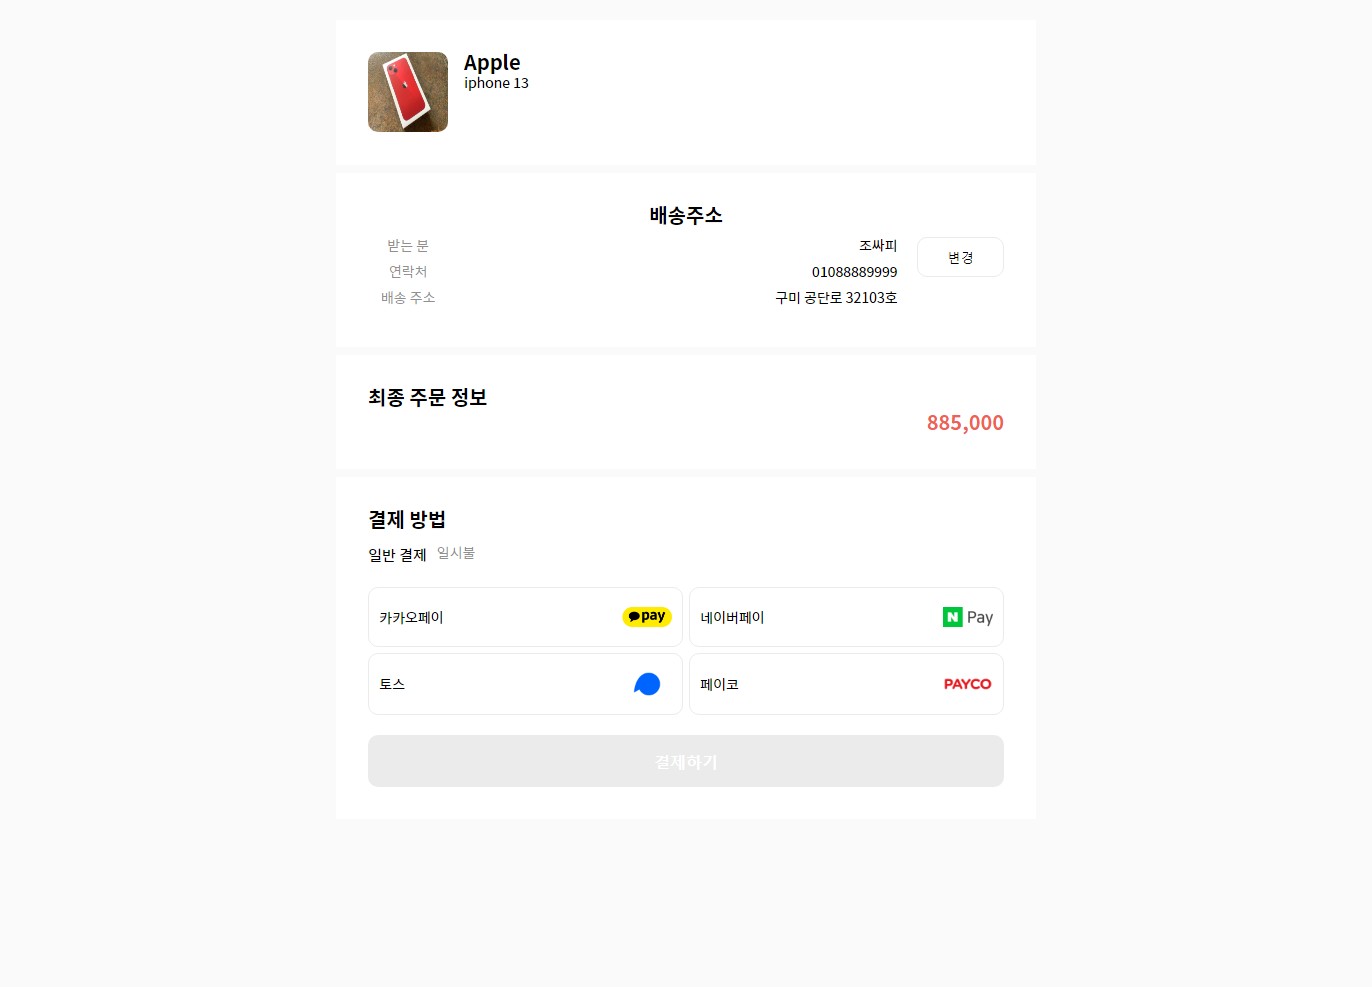 Apple
iphone 13
배송주소
받는 분 조싸피 변경
연락처 01088889999
배송 주소 구미 공단로 32103호
최종 주문 정보
885,000
결제 방법
일반 결제 일시불
카카오페이 pay 네이버페이 N Pay
토스 페이코 PAYCO
결제하기